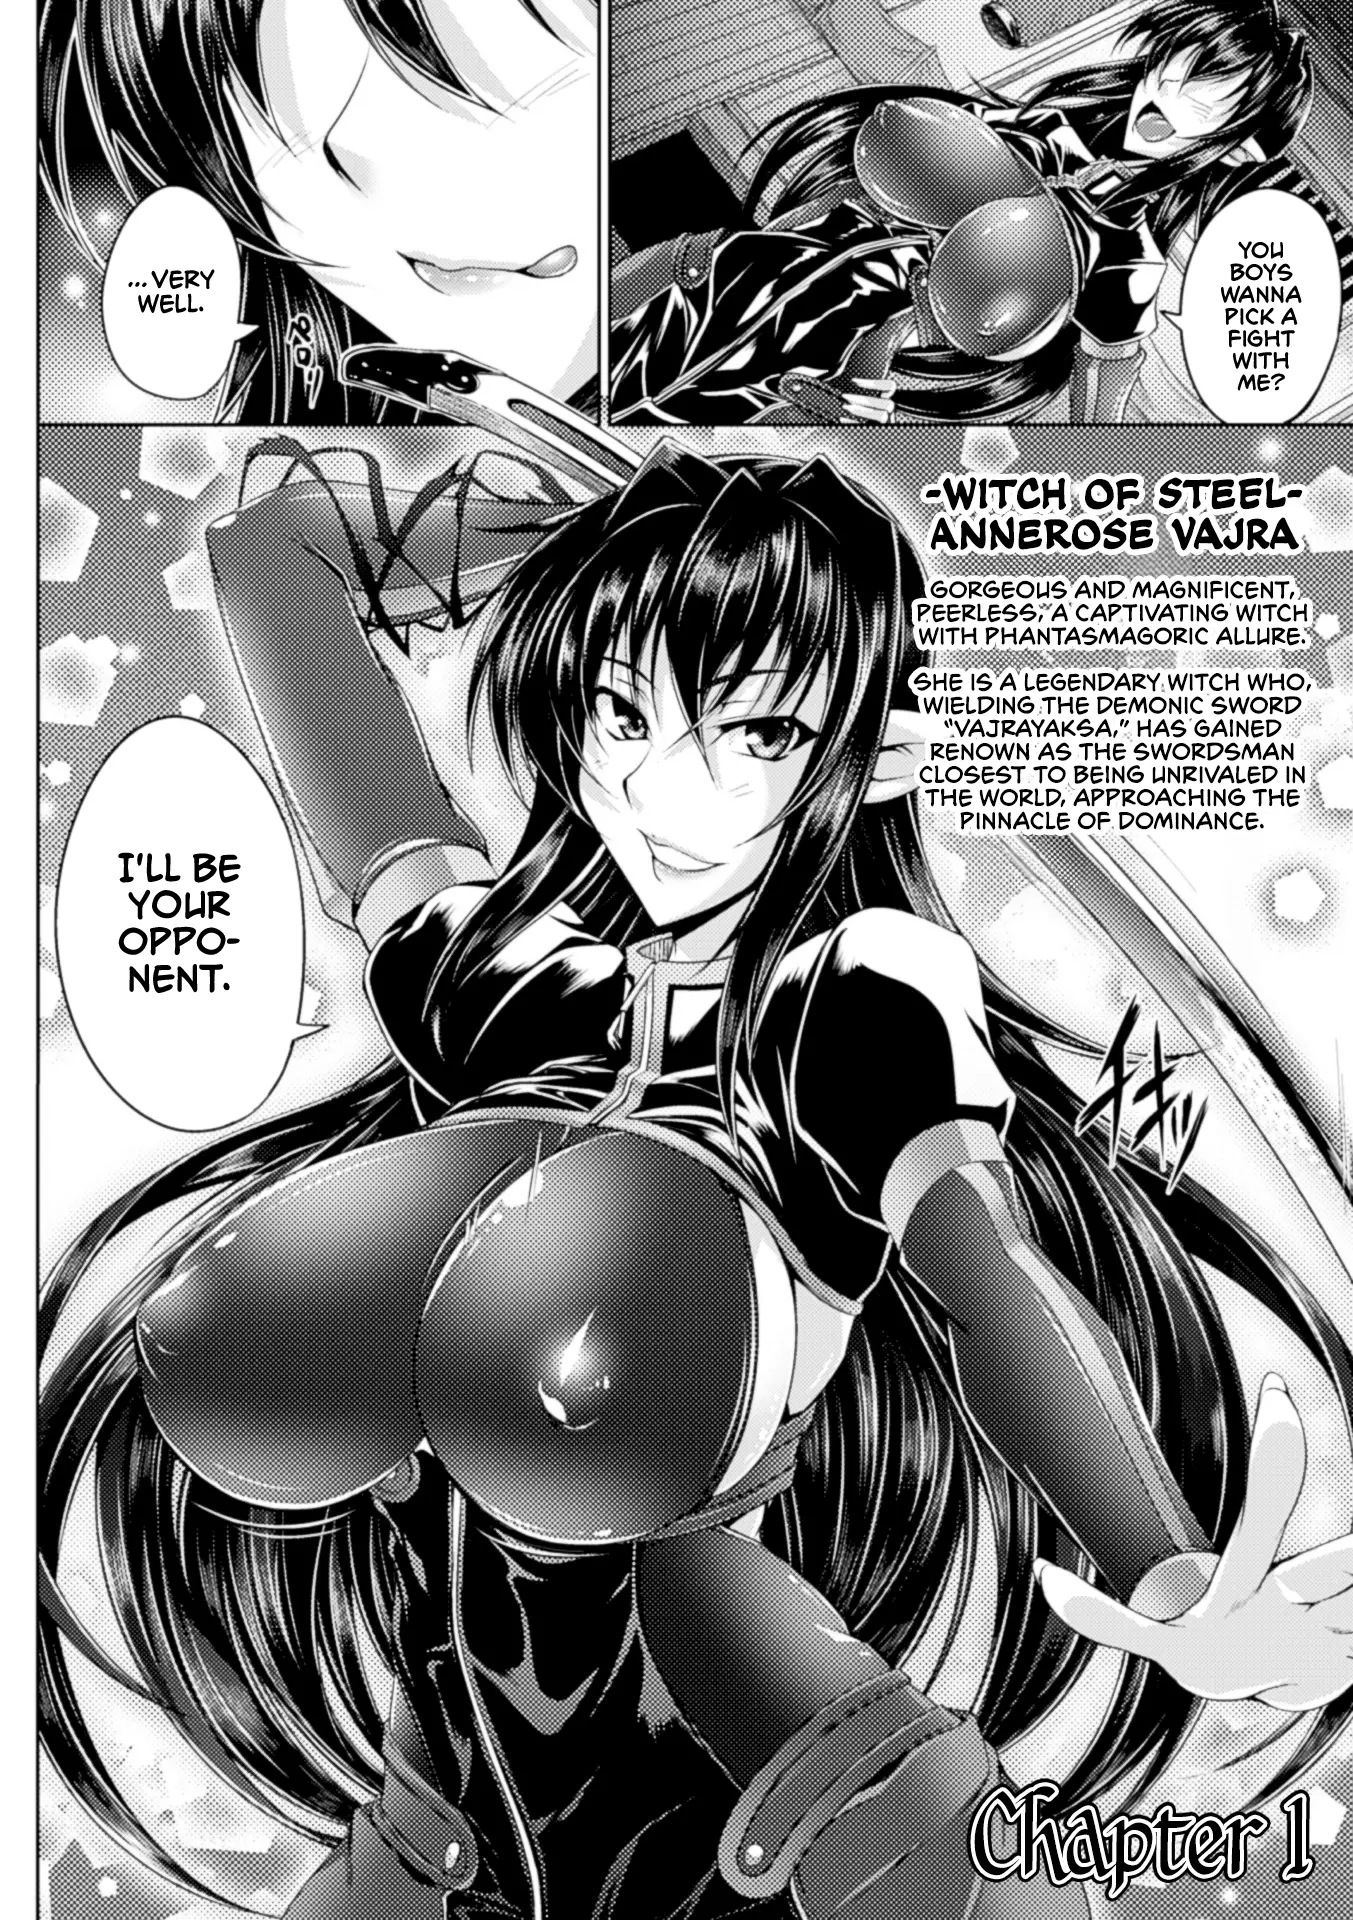 YOU
BOYS
WANNA
PICK A
FIGHT
WITH
ME?
...VERY
WELL.
-WITCH OF STEEL-
ANNEROSE VAJRA
GORGEOUS AND MAGNIFICENT,
PEERLESS, A CAPTIVATING WITCH
WITH PHANTASMAGORIC ALLURE.
SHE IS A LEGENDARY WITCH WHO,
WIELDING THE DEMONIC SWORD
“VAJRAYAKSA,” HAS GAINED
RENOWN AS THE SWORDSMAN
CLOSEST TO BEING UNRIVALED IN
THE WORLD, APPROACHING THE
PINNACLE OF DOMINANCE.
I'LL BE
YOUR
OPPO-
NENT.
Chapter 1